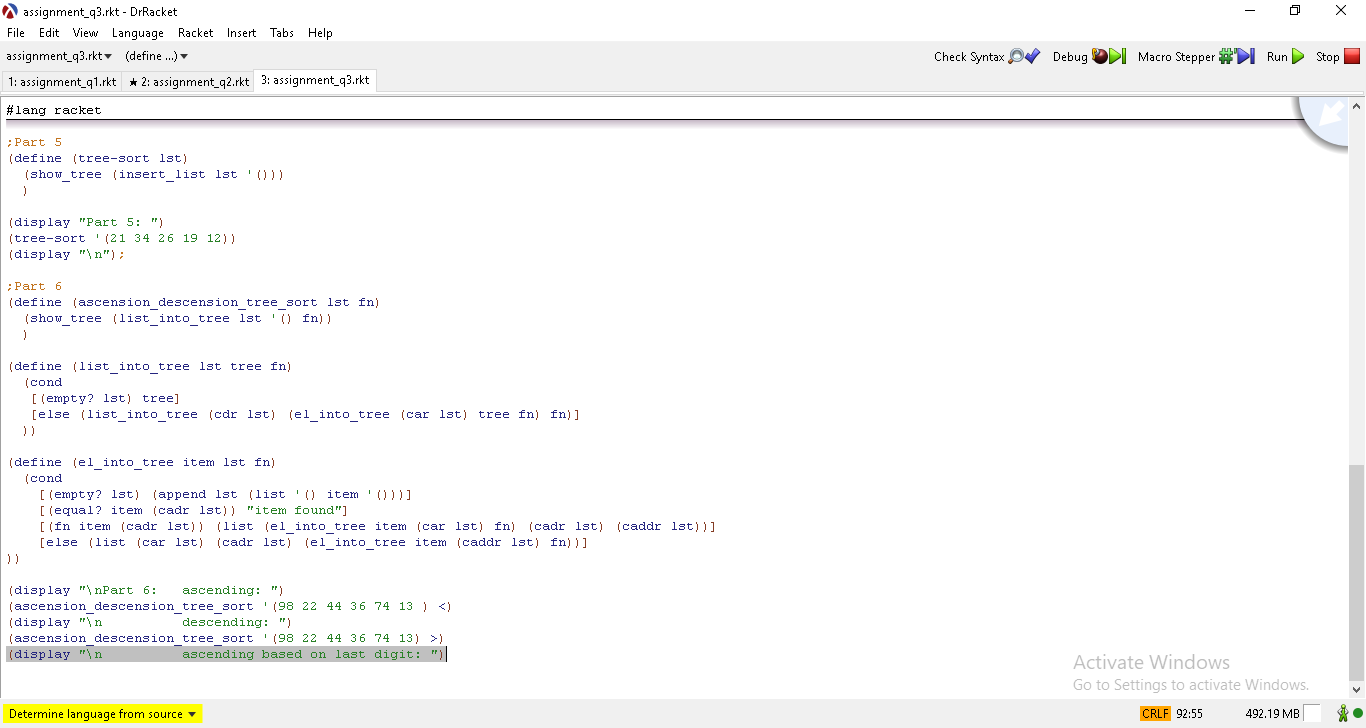 assignment_q3.rkt - DrRacket
File Edit View Language Racket Insert Tabs Help
assignment_q3.rkt (define ...)
Check Syntax Debug Macro Stepper Run Stop
1: assignment_q1.rkt ★ 2: assignment_q2.rkt 3: assignment_q3.rkt
#lang racket
;Part 5
(define (tree-sort lst)
  (show_tree (insert_list lst '()))
  )
(display "Part 5: ")
(tree-sort '(21 34 26 19 12))
(display "\n");
;Part 6
(define (ascension_descension_tree_sort lst fn)
  (show_tree (list_into_tree lst '() fn))
  )
(define (list_into_tree lst tree fn)
  (cond
   [(empty? lst) tree]
   [else (list_into_tree (cdr lst) (el_into_tree (car lst) tree fn) fn)]
  ))
(define (el_into_tree item lst fn)
  (cond
    [(empty? lst) (append lst (list '() item '()))]
    [(equal? item (cadr lst)) "item found"]
    [(fn item (cadr lst)) (list (el_into_tree item (car lst) fn) (cadr lst) (caddr lst))]
    [else (list (car lst) (cadr lst) (el_into_tree item (caddr lst) fn))]
))
(display "\nPart 6:   ascending: ")
(ascension_descension_tree_sort '(98 22 44 36 74 13 ) <)
(display "\n          descending: ")
(ascension_descension_tree_sort '(98 22 44 36 74 13) >)
(display "\n          ascending based on last digit: ")
Activate Windows
Go to Settings to activate Windows.
Determine language from source
CRLF 92:55 492.19 MB